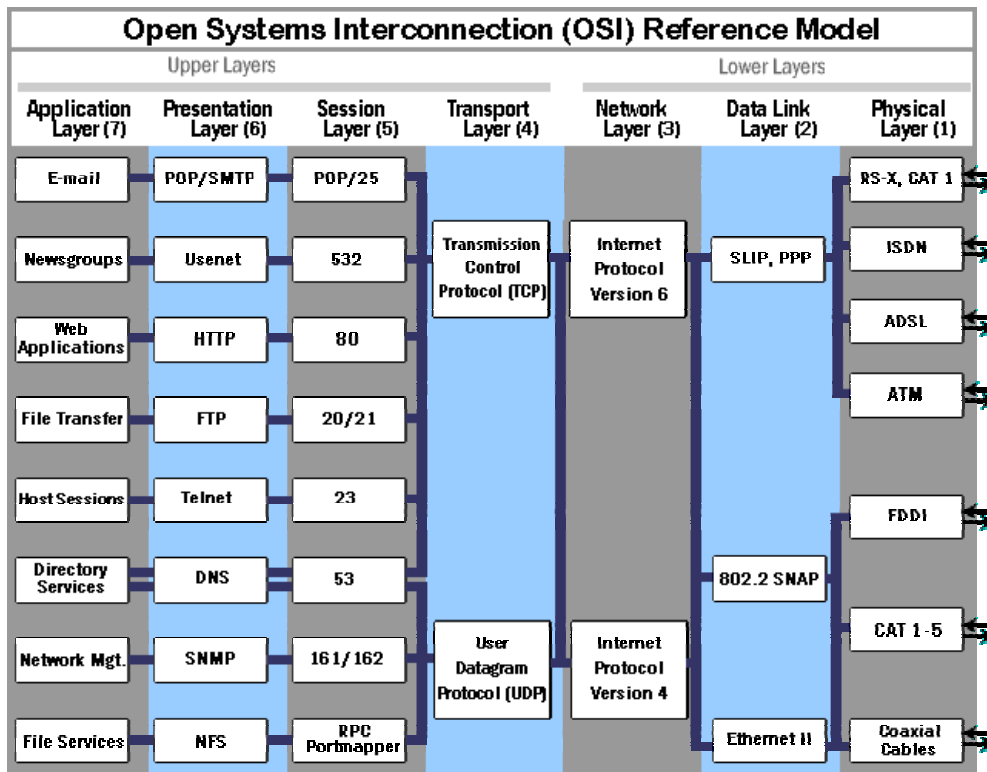 Open Systems Interconnection (OSI) Reference Model
Upper Layers
Lower Layers
Application
Layer (7)
Presentation
Layer (6)
Session
Layer (5)
Transport
Layer (4)
Network
Layer (3)
Data Link
Layer (2)
Physical
Layer (1)
E-mail
POP/SMTP
POP/25
RS-X, CAT 1
Newsgroups
Usenet
532
Transmission
Control
Protocol (TCP)
Internet
Protocol
Version 6
SLIP, PPP
ISDN
Web
Applications
HTTP
80
ADSL
File Transfer
FTP
20/21
ATM
Host Sessions
Telnet
23
FDDI
Directory
Services
DNS
53
802.2 SNAP
CAT 1-5
Network Mgt.
SNMP
161/162
User
Datagram
Protocol (UDP)
Internet
Protocol
Version 4
File Services
NFS
RPC
Portmapper
Ethernet II
Coaxial
Cables